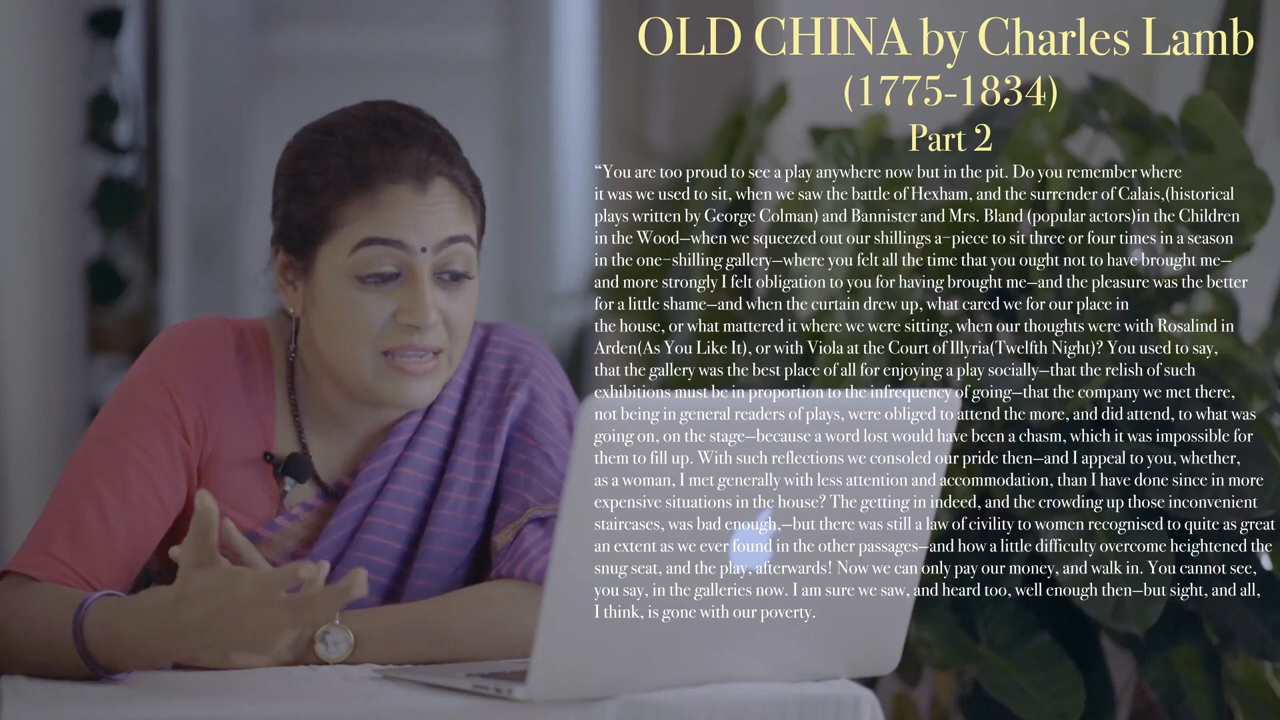 OLD CHINA by Charles Lamb
(1775-1834)
Part 2
“You are too proud to see a play anywhere now but in the pit. Do you remember where
it was we used to sit, when we saw the battle of Hexham, and the surrender of Calais,(historical
plays written by George Colman) and Bannister and Mrs. Bland (popular actors)in the Children
in the Wood—when we squeezed out our shillings a-piece to sit three or four times in a season
in the one-shilling gallery—where you felt all the time that you ought not to have brought me—
and more strongly I felt obligation to you for having brought me—and the pleasure was the better
for a little shame—and when the curtain drew up, what cared we for our place in
the house, or what mattered it where we were sitting, when our thoughts were with Rosalind in
Arden(As You Like It), or with Viola at the Court of Illyria(Twelfth Night)? You used to say,
that the gallery was the best place of all for enjoying a play socially—that the relish of such
exhibitions must be in proportion to the infrequency of going—that the company we met there,
not being in general readers of plays, were obliged to attend the more, and did attend, to what was
going on, on the stage—because a word lost would have been a chasm, which it was impossible for
them to fill up. With such reflections we consoled our pride then—and I appeal to you, whether,
as a woman, I met generally with less attention and accommodation, than I have done since in more
expensive situations in the house? The getting in indeed, and the crowding up those inconvenient
staircases, was bad enough,—but there was still a law of civility to women recognised to quite as great
an extent as we ever found in the other passages—and how a little difficulty overcome heightened the
snug seat, and the play, afterwards! Now we can only pay our money, and walk in. You cannot see,
you say, in the galleries now. I am sure we saw, and heard too, well enough then—but sight, and all,
I think, is gone with our poverty.